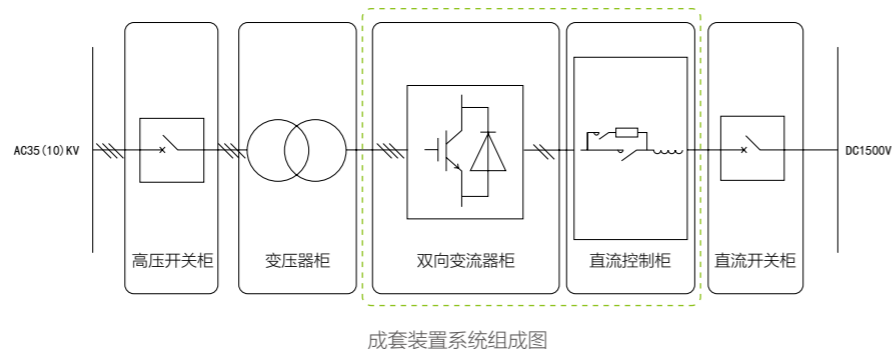 AC35(10)KV
DC1500V
高压开关柜
变压器柜
双向变流器柜
直流控制柜
直流开关柜
成套装置系统组成图